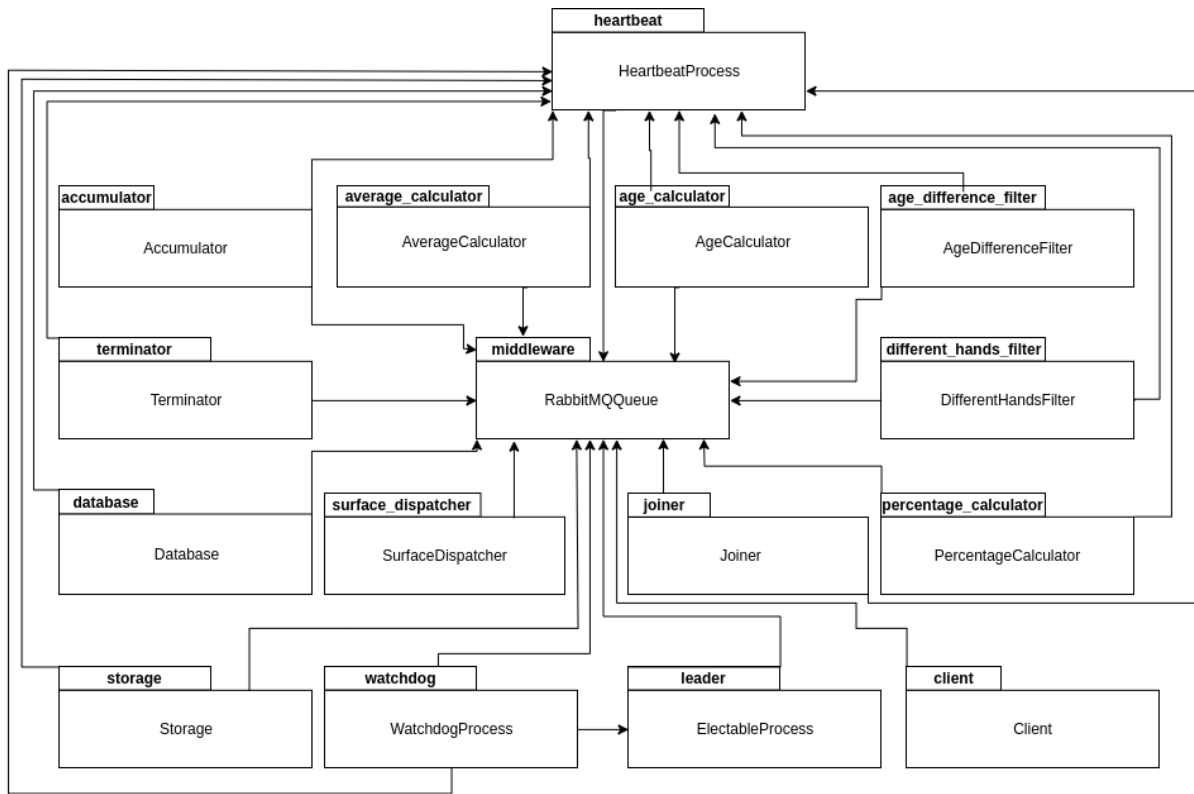 heartbeat
HeartbeatProcess
accumulator
Accumulator
average_calculator
AverageCalculator
age_calculator
AgeCalculator
age_difference_filter
AgeDifferenceFilter
terminator
Terminator
middleware
RabbitMQQueue
different_hands_filter
DifferentHandsFilter
database
Database
surface_dispatcher
SurfaceDispatcher
joiner
Joiner
percentage_calculator
PercentageCalculator
storage
Storage
watchdog
WatchdogProcess
leader
ElectableProcess
client
Client